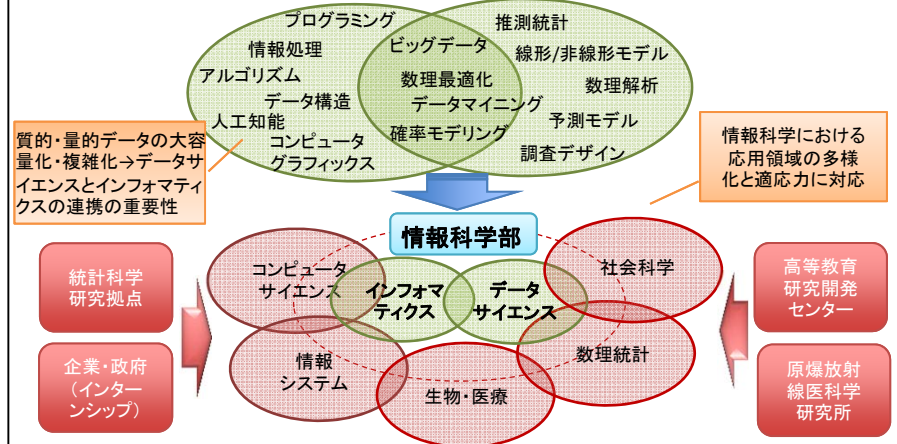 プログラミング
情報処理
アルゴリズム
データ構造
人工知能
コンピュータ
グラフィックス
ビッグデータ
数理最適化
データマイニング
確率モデリング
推測統計
線形/非線形モデル
数理解析
予測モデル
調査デザイン
質的・量的データの大容
量化・複雑化→データサ
イエンスとインフォマティ
クスの連携の重要性
情報科学における
応用領域の多様
化と適応力に対応
情報科学部
統計科学
研究拠点
企業・政府
(インター
ンシップ)
コンピュータ
サイエンス
インフォマ
ティクス
データ
サイエンス
社会科学
情報
システム
生物・医療
数理統計
高等教育
研究開発
センター
原爆放射
線医科学
研究所